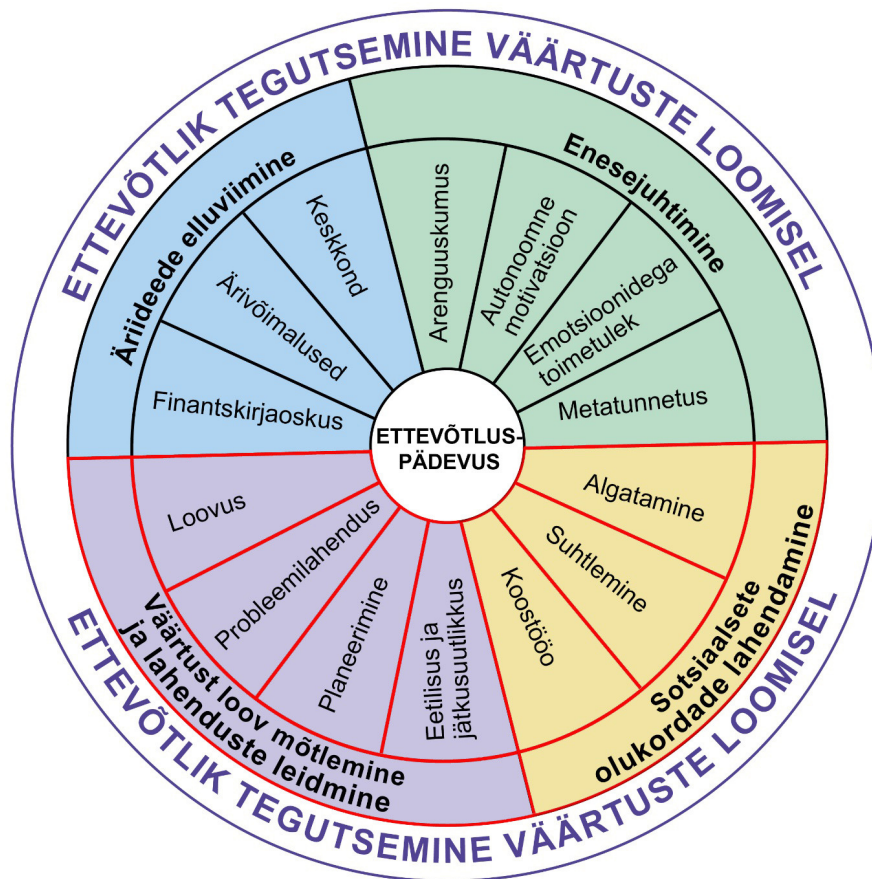 ETTEVÕTLIK TEGUTSEMINE VÄÄRTUSTE LOOMISEL
Äriideede elluviimine
Keskkond
Ärivõimalused
Finantskirjaoskus
Enesejuhtimine
Arenguuskumus
Autonoomne
motivatsioon
Emotsioonidega
toimetulek
Metatunnetus
ETTEVÕTLUS-
PÄDEVUS
Algatamine
Suhtlemine
Koostööo
Sotsiaalsete
olukordade lahendamine
Loovus
Probleemilahendus
Planeerimine
Eetilisus ja
jätkusuutlikkus
Väärtust loov mõtlemine
ja lahenduste leidmine
ETTEVÕTLIK TEGUTSEMINE VÄÄRTUSTE LOOMISEL